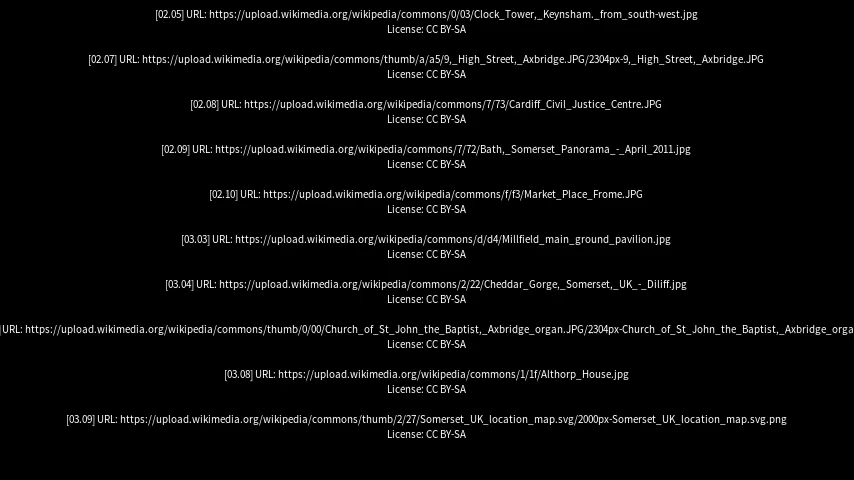 [02.05] URL: https://upload.wikimedia.org/wikipedia/commons/0/03/Clock_Tower,_Keynsham._from_south-west.jpg
License: CC BY-SA
[02.07] URL: https://upload.wikimedia.org/wikipedia/commons/thumb/a/a5/9,_High_Street,_Axbridge.JPG/2304px-9,_High_Street,_Axbridge.JPG
License: CC BY-SA
[02.08] URL: https://upload.wikimedia.org/wikipedia/commons/7/73/Cardiff_Civil_Justice_Centre.JPG
License: CC BY-SA
[02.09] URL: https://upload.wikimedia.org/wikipedia/commons/7/72/Bath,_Somerset_Panorama_-_April_2011.jpg
License: CC BY-SA
[02.10] URL: https://upload.wikimedia.org/wikipedia/commons/f/f3/Market_Place_Frome.JPG
License: CC BY-SA
[03.03] URL: https://upload.wikimedia.org/wikipedia/commons/d/d4/Millfield_main_ground_pavilion.jpg
License: CC BY-SA
[03.04] URL: https://upload.wikimedia.org/wikipedia/commons/2/22/Cheddar_Gorge,_Somerset,_UK_-_Diliff.jpg
License: CC BY-SA
URL: https://upload.wikimedia.org/wikipedia/commons/thumb/0/00/Church_of_St_John_the_Baptist,_Axbridge_organ.JPG/2304px-Church_of_St_John_the_Baptist,_Axbridge_orga
License: CC BY-SA
[03.08] URL: https://upload.wikimedia.org/wikipedia/commons/1/1f/Althorp_House.jpg
License: CC BY-SA
[03.09] URL: https://upload.wikimedia.org/wikipedia/commons/thumb/2/27/Somerset_UK_location_map.svg/2000px-Somerset_UK_location_map.svg.png
License: CC BY-SA